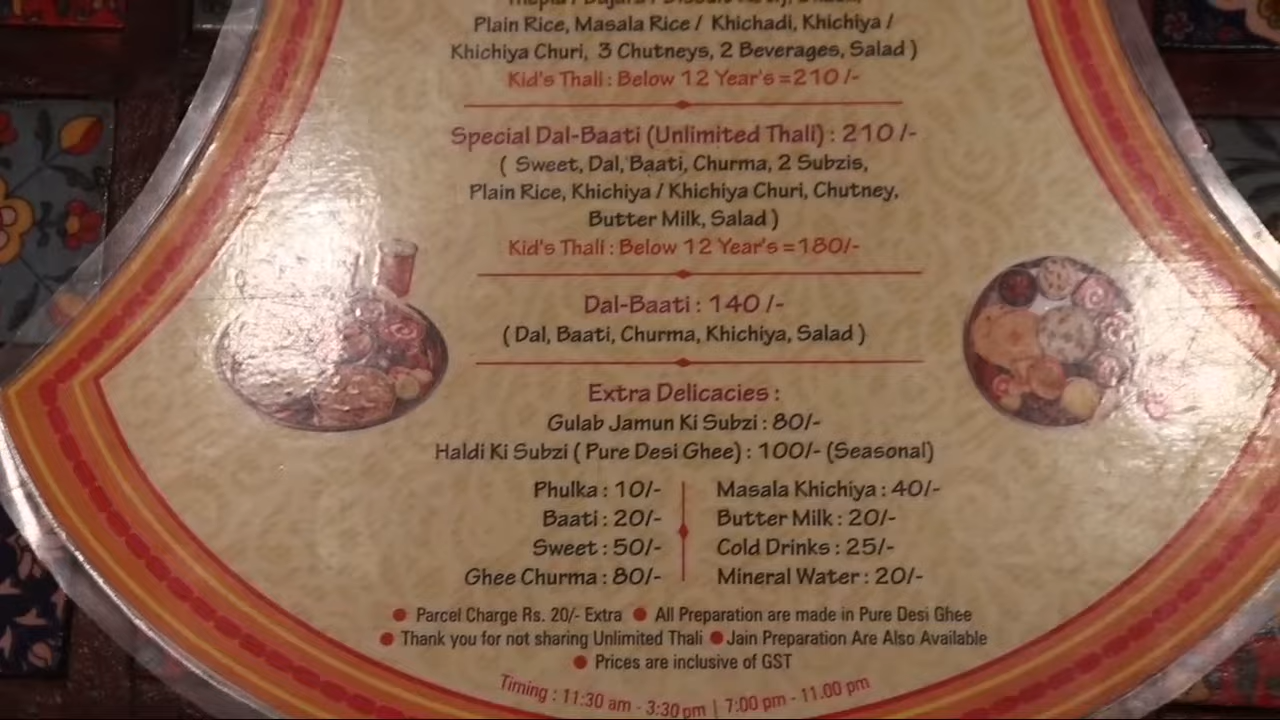 Plain Rice, Masala Rice / Khichadi, Khichiya /
Khichiya Churi, 3 Chutneys, 2 Beverages, Salad )
Kid's Thali : Below 12 Year's =210 /-
Special Dal-Baati (Unlimited Thali) : 210 /-
( Sweet, Dal, Baati, Churma, 2 Subzis,
Plain Rice, Khichiya / Khichiya Churi, Chutney,
Butter Milk, Salad )
Kid's Thali : Below 12 Year's =180/-
Dal-Baati : 140 /-
( Dal, Baati, Churma, Khichiya, Salad )
Extra Delicacies :
Gulab Jamun Ki Subzi : 80/-
Haldi Ki Subzi ( Pure Desi Ghee) : 100/- (Seasonal)
Phulka : 10/-
Baati : 20/-
Sweet : 50/-
Ghee Churma : 80/-
Masala Khichiya : 40/-
Butter Milk : 20/-
Cold Drinks : 25/-
Mineral Water : 20/-
● Parcel Charge Rs. 20/- Extra ● All Preparation are made in Pure Desi Ghee
● Thank you for not sharing Unlimited Thali ● Jain Preparation Are Also Available
● Prices are inclusive of GST
Timing : 11:30 am - 3:30 pm | 7:00 pm - 11.00 pm